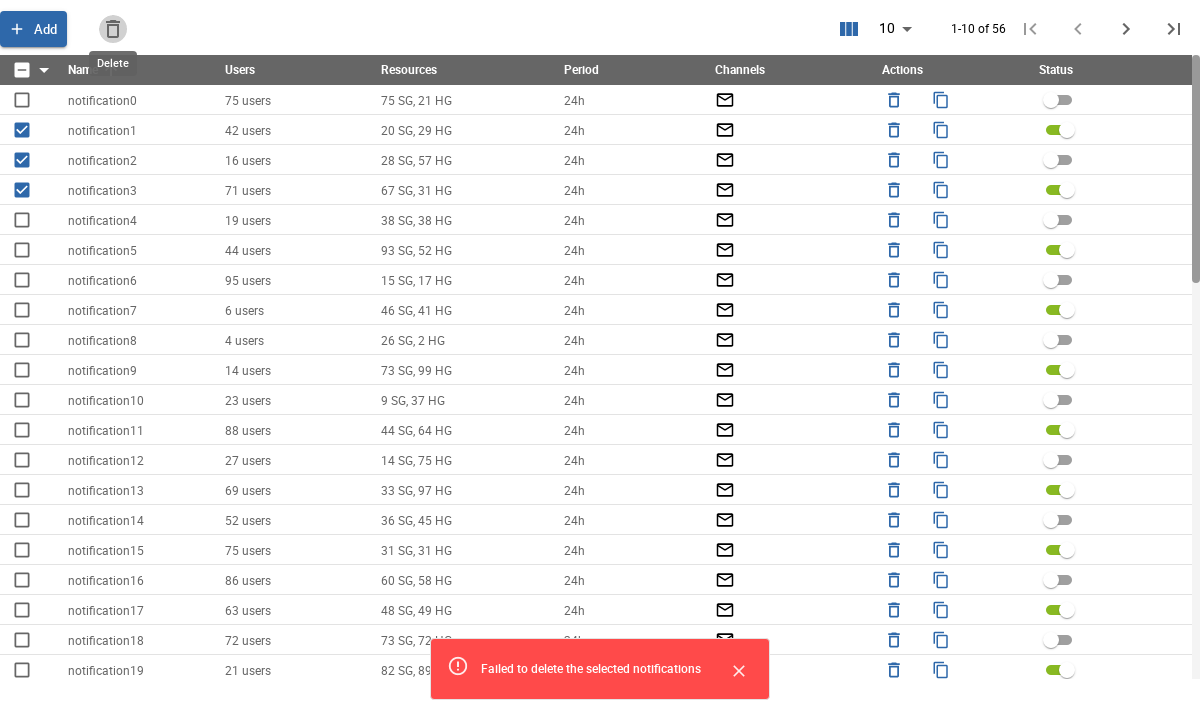 Add
10
1-10 of 56
Delete
Nam Users Resources Period Channels Actions Status
notification0 75 users 75 SG, 21 HG 24h
notification1 42 users 20 SG, 29 HG 24h
notification2 16 users 28 SG, 57 HG 24h
notification3 71 users 67 SG, 31 HG 24h
notification4 19 users 38 SG, 38 HG 24h
notification5 44 users 93 SG, 52 HG 24h
notification6 95 users 15 SG, 17 HG 24h
notification7 6 users 46 SG, 41 HG 24h
notification8 4 users 26 SG, 2 HG 24h
notification9 14 users 73 SG, 99 HG 24h
notification10 23 users 9 SG, 37 HG 24h
notification11 88 users 44 SG, 64 HG 24h
notification12 27 users 14 SG, 75 HG 24h
notification13 69 users 33 SG, 97 HG 24h
notification14 52 users 36 SG, 45 HG 24h
notification15 75 users 31 SG, 31 HG 24h
notification16 86 users 60 SG, 58 HG 24h
notification17 63 users 48 SG, 49 HG 24h
notification18 72 users 73 SG, 72 HG 24h
notification19 21 users 82 SG, 89
Failed to delete the selected notifications